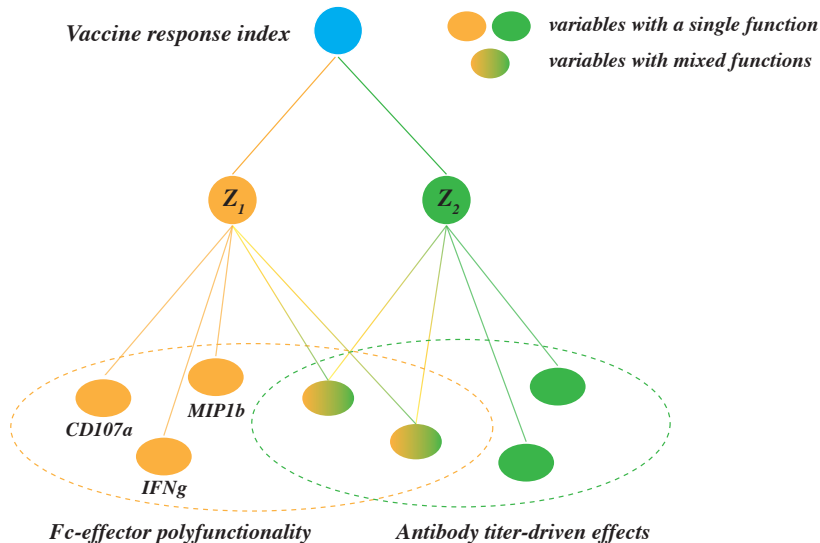 Vaccine response index
variables with a single function
variables with mixed functions
Z1
Z2
MIP1b
CD107a
IFNg
Fc-effector polyfunctionality
Antibody titer-driven effects